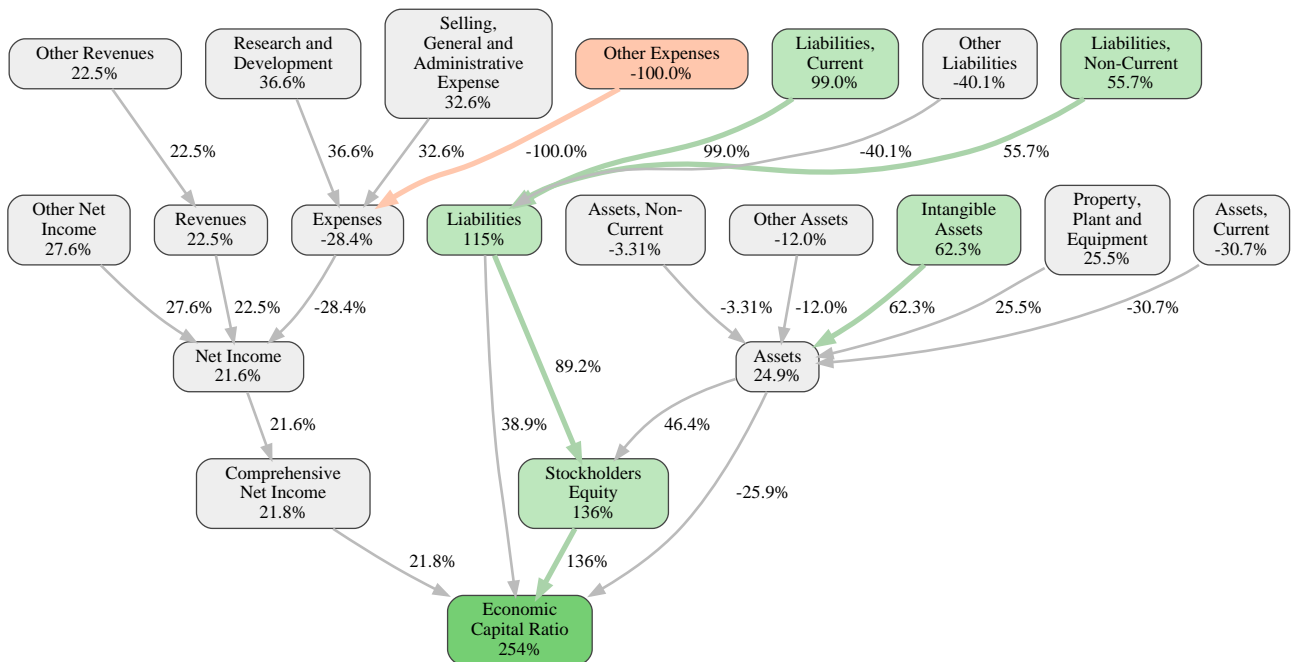 Other Revenues
22.5%
Research and
Development
36.6%
Selling,
General and
Administrative
Expense
32.6%
Other Expenses
-100.0%
Liabilities,
Current
99.0%
Other
Liabilities
-40.1%
Liabilities,
Non-Current
55.7%
22.5%
36.6%
32.6%
-100.0%
99.0%
-40.1%
55.7%
Other Net
Income
27.6%
Revenues
22.5%
Expenses
-28.4%
Liabilities
115%
Assets, Non-
Current
-3.31%
Other Assets
-12.0%
Intangible
Assets
62.3%
Property,
Plant and
Equipment
25.5%
Assets,
Current
-30.7%
27.6%
22.5%
-28.4%
-3.31%
-12.0%
62.3%
25.5%
-30.7%
Net Income
21.6%
89.2%
Assets
24.9%
21.6%
38.9%
46.4%
Comprehensive
Net Income
21.8%
Stockholders
Equity
136%
-25.9%
21.8%
136%
Economic
Capital Ratio
254%